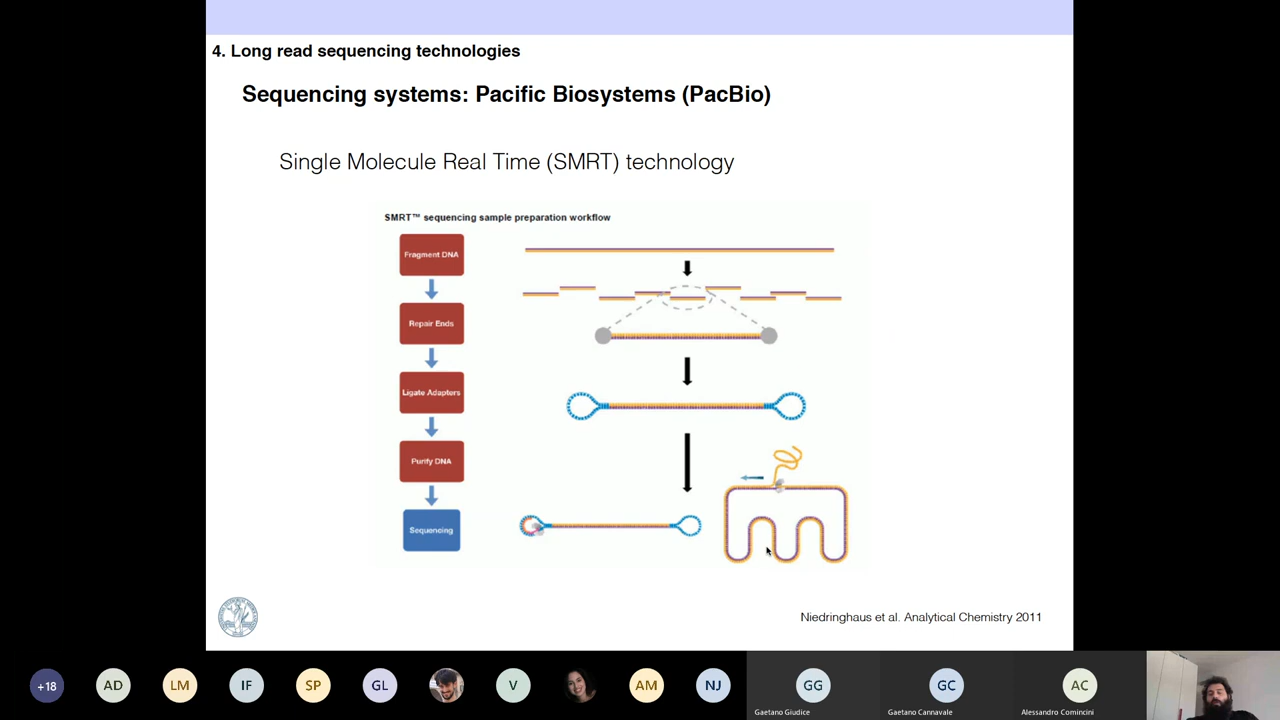 4. Long read sequencing technologies
Sequencing systems: Pacific Biosystems (PacBio)
Single Molecule Real Time (SMRT) technology
SMRT™ sequencing sample preparation workflow
Fragment DNA
Repair Ends
Ligate Adapters
Purify DNA
Sequencing
Niedringhaus et al. Analytical Chemistry 2011
+18
AD
LM
IF
SP
GL
V
AM
NJ
GG
GC
AC
Gaetano Giudice
Gaetano Cannavale
Alessandro Comincini